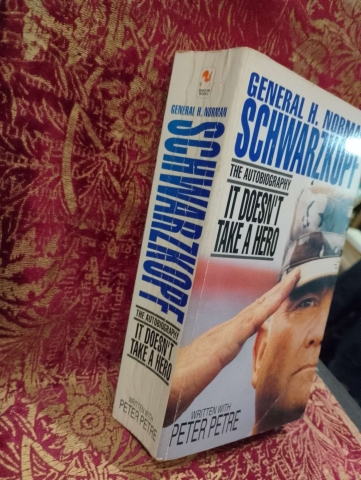 GENERAL H. NORMAN
SCHWARZKOPF
THE AUTOBIOGRAPHY
IT DOESN'T
TAKE A HERO
WRITTEN WITH
PETER PETRE
GENERAL H. NORMAN
SCHWARZKOPF
THE AUTOBIOGRAPHY
IT DOESN'T
TAKE A HERO
WRITTEN WITH
PETER PETRE